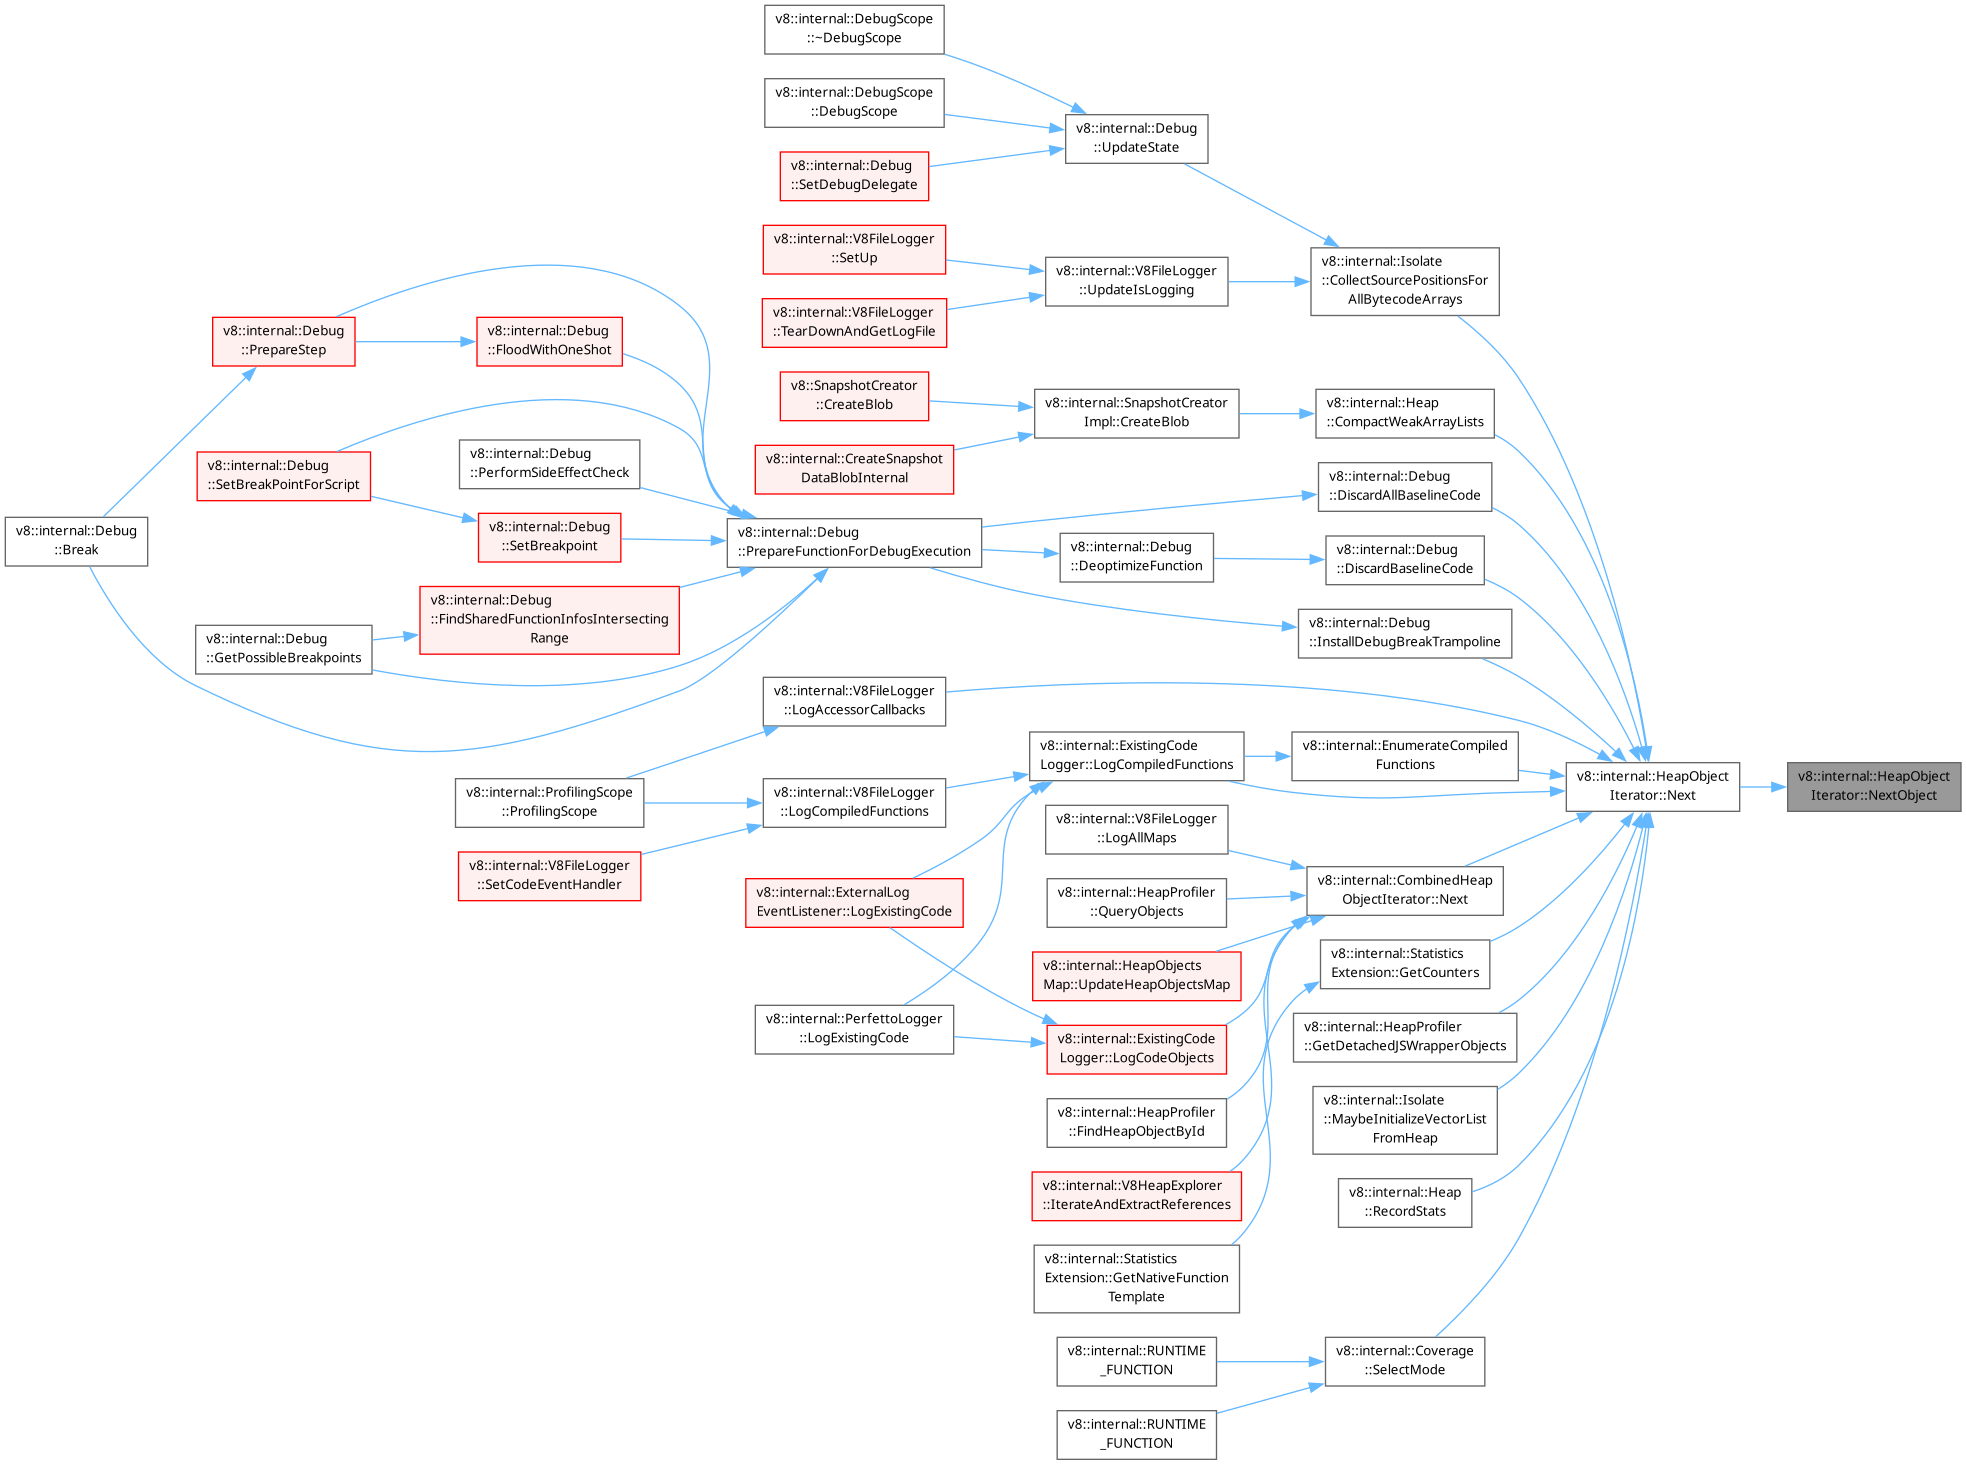 v8::internal::DebugScope
::~DebugScope
v8::internal::DebugScope
::DebugScope
v8::internal::Debug
::UpdateState
v8::internal::Debug
::SetDebugDelegate
v8::internal::V8FileLogger
::SetUp
v8::internal::Isolate
::CollectSourcePositionsFor
AllBytecodeArrays
v8::internal::V8FileLogger
::UpdateIsLogging
v8::internal::V8FileLogger
::TearDownAndGetLogFile
v8::internal::Debug
::PrepareStep
v8::internal::Debug
::FloodWithOneShot
v8::SnapshotCreator
::CreateBlob
v8::internal::SnapshotCreator
Impl::CreateBlob
v8::internal::Heap
::CompactWeakArrayLists
v8::internal::CreateSnapshot
DataBlobInternal
v8::internal::Debug
::SetBreakPointForScript
v8::internal::Debug
::PerformSideEffectCheck
v8::internal::Debug
::DiscardAllBaselineCode
v8::internal::Debug
::Break
v8::internal::Debug
::SetBreakpoint
v8::internal::Debug
::PrepareFunctionForDebugExecution
v8::internal::Debug
::DeoptimizeFunction
v8::internal::Debug
::DiscardBaselineCode
v8::internal::Debug
::FindSharedFunctionInfosIntersecting
Range
v8::internal::Debug
::GetPossibleBreakpoints
v8::internal::Debug
::InstallDebugBreakTrampoline
v8::internal::V8FileLogger
::LogAccessorCallbacks
v8::internal::ExistingCode
Logger::LogCompiledFunctions
v8::internal::EnumerateCompiled
Functions
v8::internal::HeapObject
Iterator::Next
v8::internal::HeapObject
Iterator::NextObject
v8::internal::ProfilingScope
::ProfilingScope
v8::internal::V8FileLogger
::LogCompiledFunctions
v8::internal::V8FileLogger
::LogAllMaps
v8::internal::V8FileLogger
::SetCodeEventHandler
v8::internal::ExternalLog
EventListener::LogExistingCode
v8::internal::HeapProfiler
::QueryObjects
v8::internal::CombinedHeap
ObjectIterator::Next
v8::internal::HeapObjects
Map::UpdateHeapObjectsMap
v8::internal::Statistics
Extension::GetCounters
v8::internal::PerfettoLogger
::LogExistingCode
v8::internal::ExistingCode
Logger::LogCodeObjects
v8::internal::HeapProfiler
::GetDetachedJSWrapperObjects
v8::internal::HeapProfiler
::FindHeapObjectById
v8::internal::Isolate
::MaybeInitializeVectorList
FromHeap
v8::internal::V8HeapExplorer
::IterateAndExtractReferences
v8::internal::Heap
::RecordStats
v8::internal::Statistics
Extension::GetNativeFunction
Template
v8::internal::RUNTIME
_FUNCTION
v8::internal::Coverage
::SelectMode
v8::internal::RUNTIME
_FUNCTION